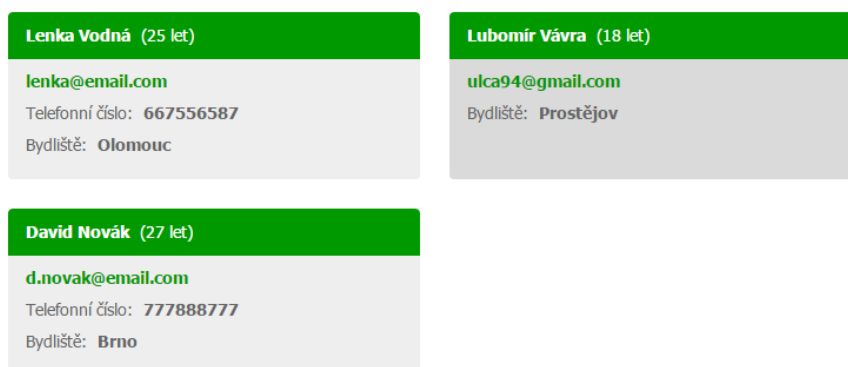 Lenka Vodná (25 let)
lenka@email.com
Telefonní číslo: 667556587
Bydliště: Olomouc
Lubomír Vávra (18 let)
ulca94@gmail.com
Bydliště: Prostějov
David Novák (27 let)
d.novak@email.com
Telefonní číslo: 777888777
Bydliště: Brno